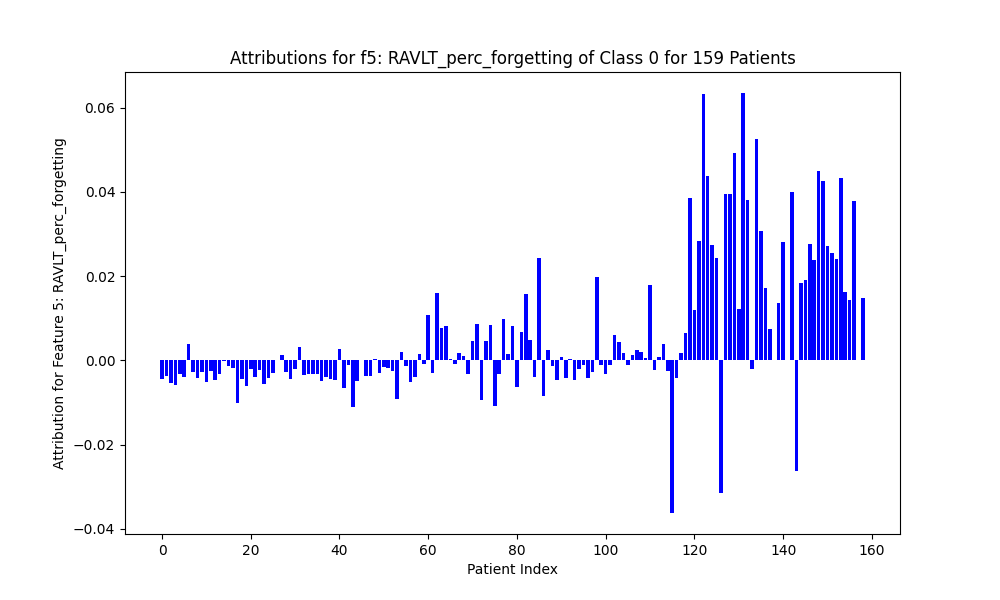 Attributions for f5: RAVLT_perc_forgetting of Class 0 for 159 Patients
Attribution for Feature 5: RAVLT_perc_forgetting
0.06
0.04
0.02
0.00
−0.02
−0.04
0 20 40 60 80 100 120 140 160
Patient Index